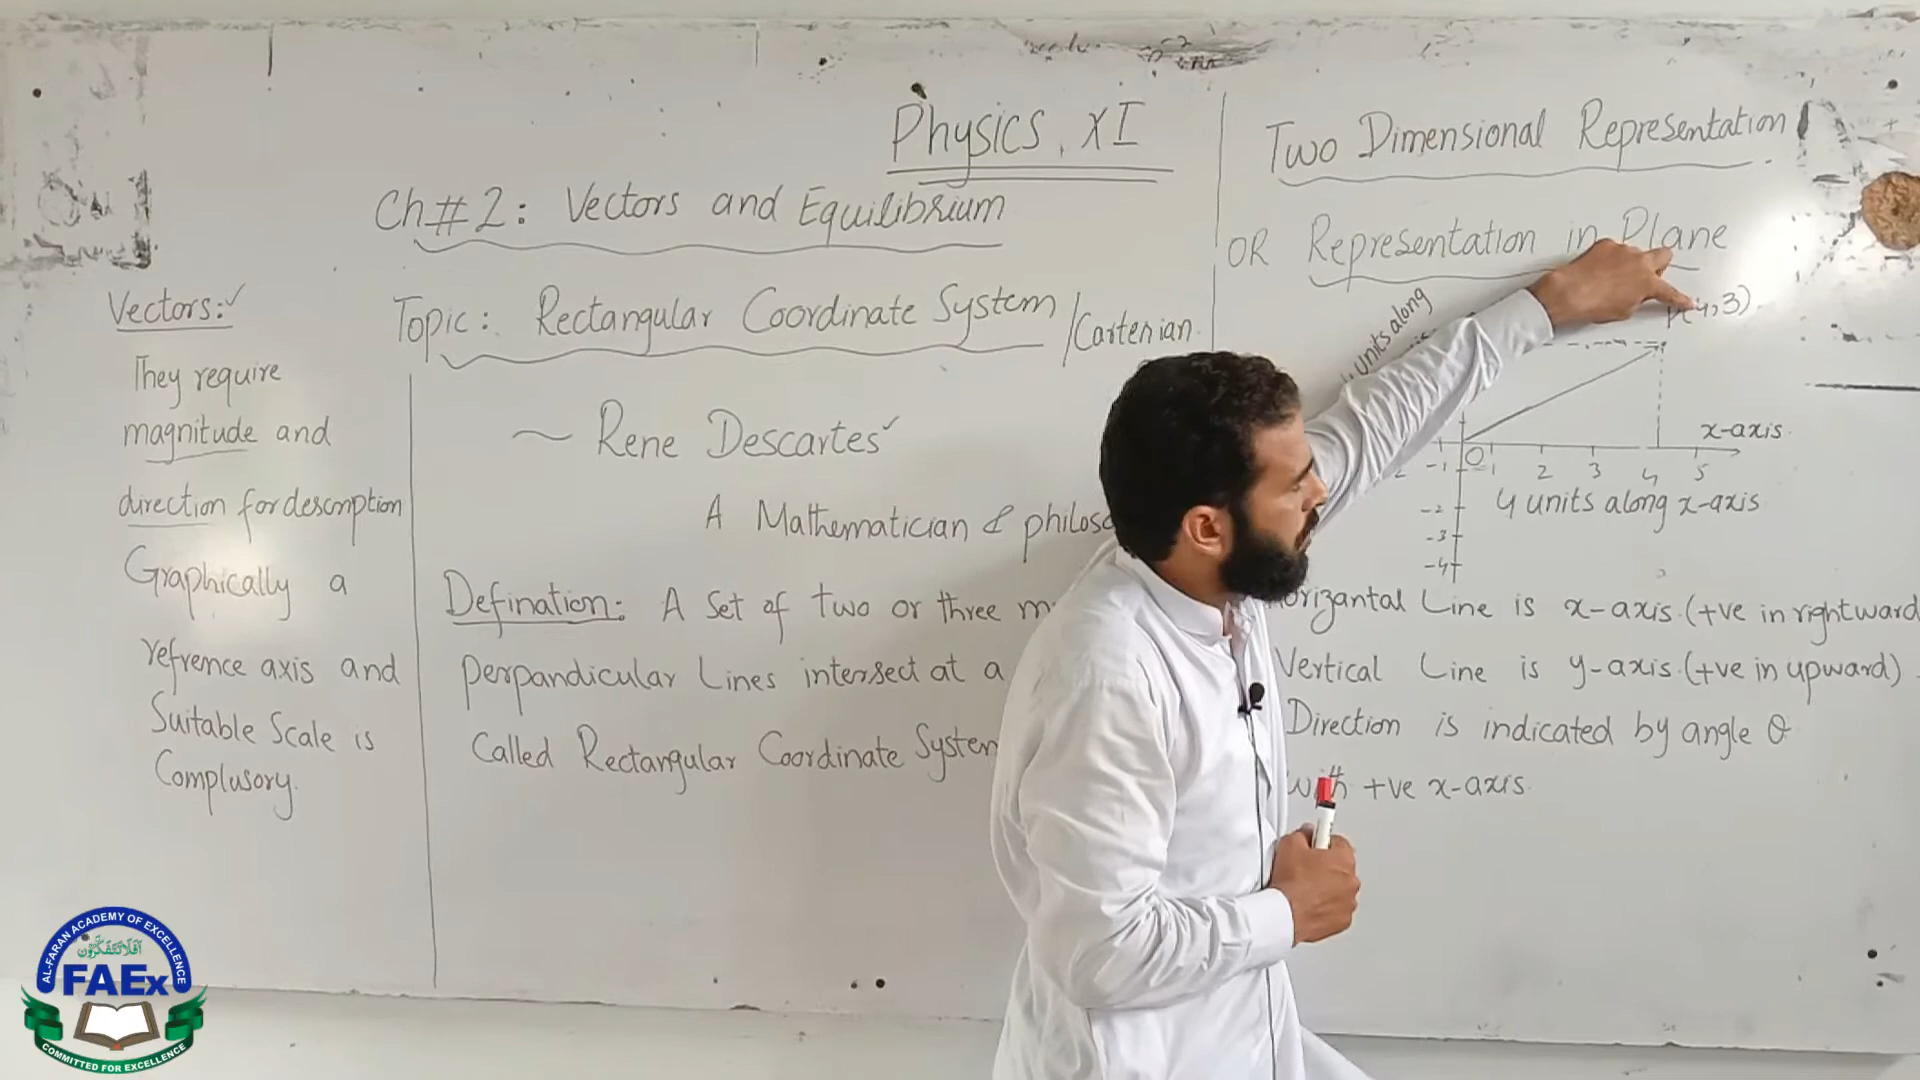 Physics, XI
Ch#2: Vectors and Equilibrium
Topic: Rectangular Coordinate System /Cartenian
Vectors:✓
They require
magnitude and
direction for descmption
Graphically a
refrence axis and
Suitable Scale is
Complusory.
~ Rene Descartes✓
A Mathematician &
Defination: A Set of two or three
perpandicular Lines intersect at a
Called Rectangular Coordinate System
Two Dimensional Representation
OR Representation in Plane
units along
x-axis
O 1 2 3 4 5
-1
-2
-3
-4
4 units along x-axis
Line is x-axis.(+ve in rightward
Vertical Line is y-axis.(+ve in upward)
Direction is indicated by angle θ
with +ve x-axis.
AL-FARAN ACADEMY OF EXCELLENCE
أَفَلَا تَتَفَكَّرُونَ
FAEx
COMMITTED FOR EXCELLENCE